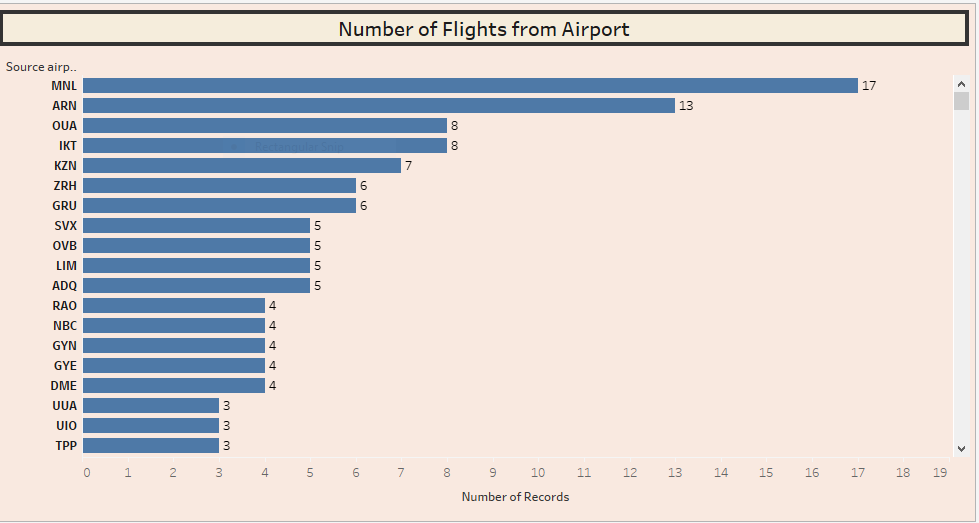 Number of Flights from Airport
Source airp..
MNL 17
ARN 13
OUA 8
IKT 8
KZN 7
ZRH 6
GRU 6
SVX 5
OVB 5
LIM 5
ADQ 5
RAO 4
NBC 4
GYN 4
GYE 4
DME 4
UUA 3
UIO 3
TPP 3
0 1 2 3 4 5 6 7 8 9 10 11 12 13 14 15 16 17 18 19
Number of Records